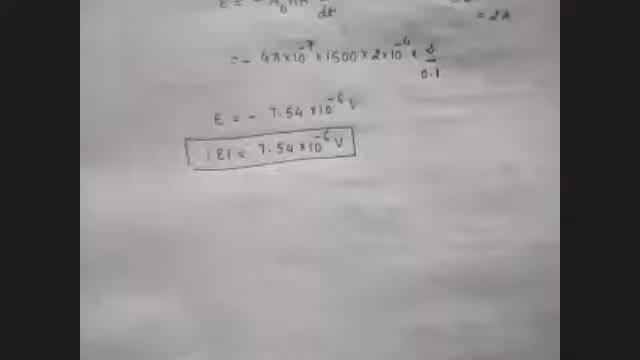 = 2A
= - 4π×10⁻⁷ × 1500 × 2×10⁻⁴ × 2/0.1
E = - 7.54 ×10⁻⁶ V
|E| = 7.54 ×10⁻⁶ V